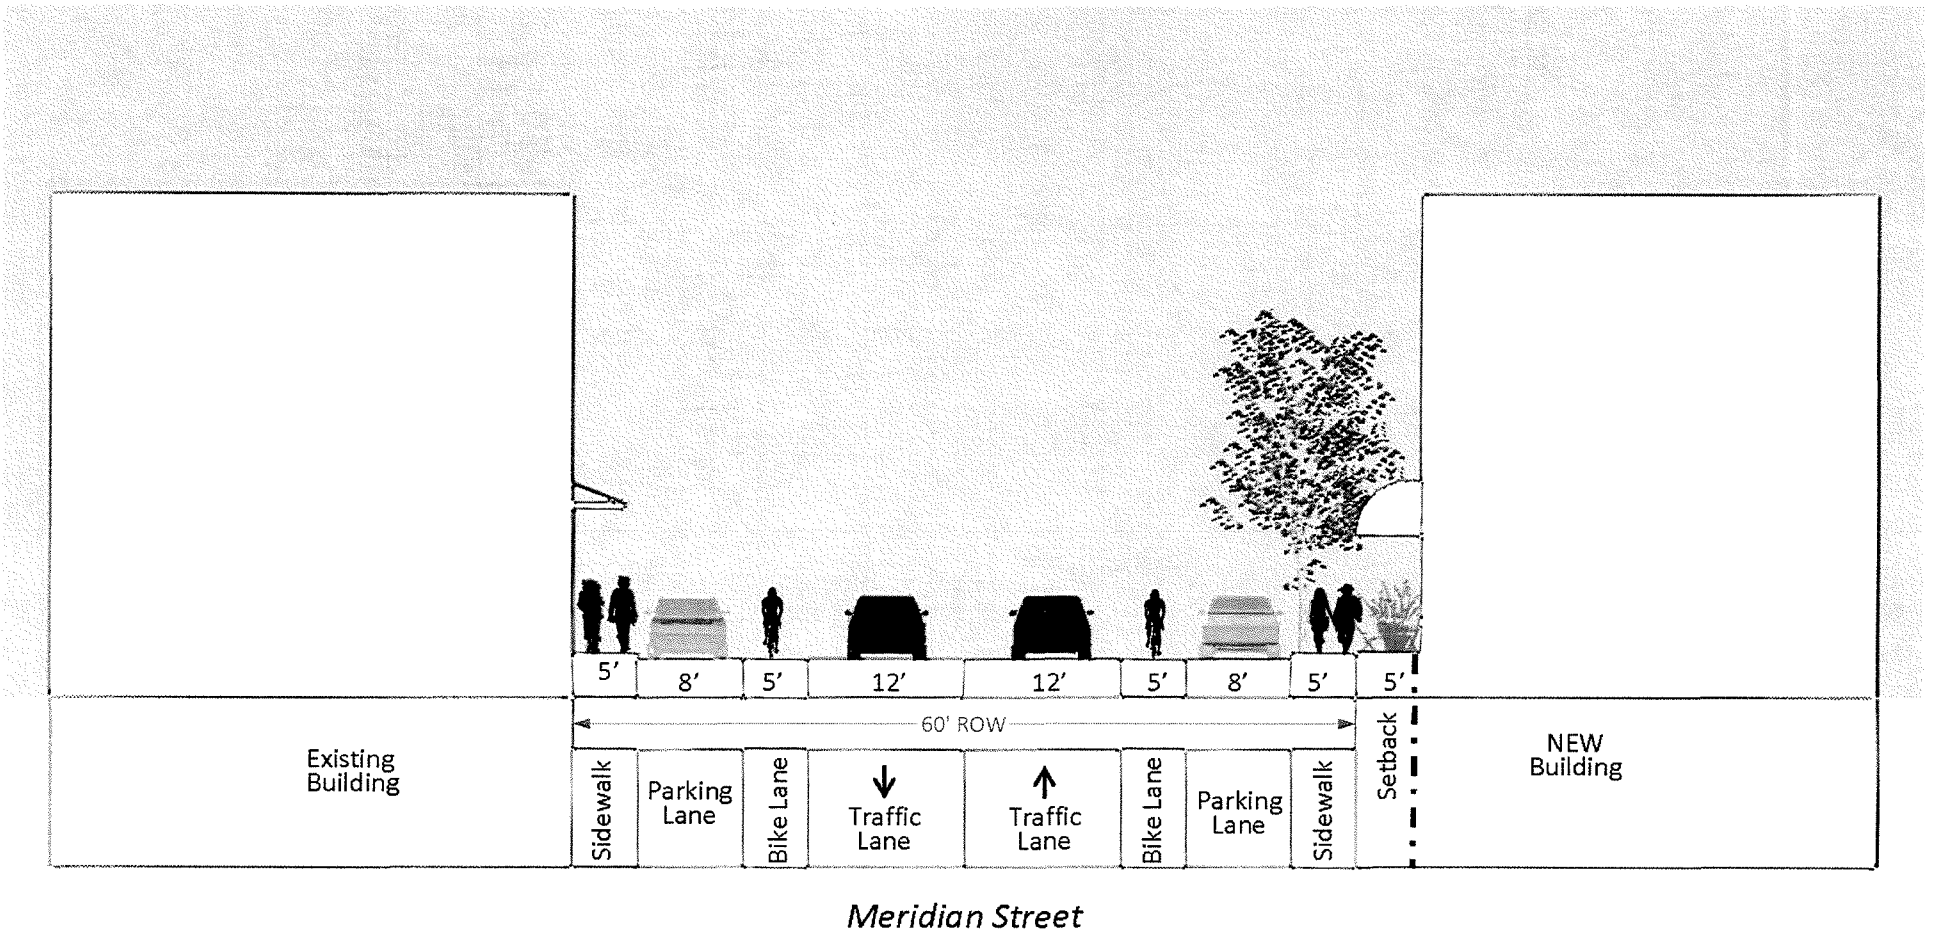 5’ 8’ 5’ 12’ 12’ 5’ 8’ 5’ 5’
60' ROW
Existing
Building
Sidewalk
Parking
Lane
Bike Lane
Traffic
Lane
Traffic
Lane
Bike Lane
Parking
Lane
Sidewalk
Setback
NEW
Building
Meridian Street